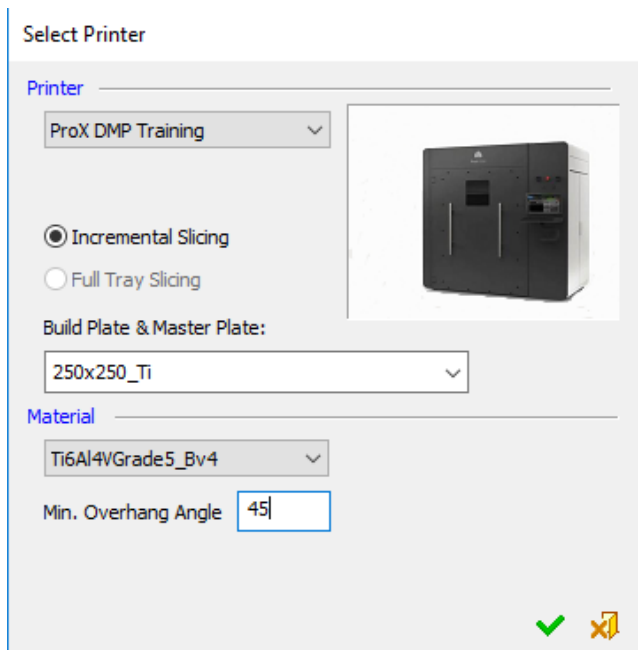 Select Printer
Printer
ProX DMP Training
Incremental Slicing
Full Tray Slicing
Build Plate & Master Plate:
250x250_Ti
Material
Ti6Al4VGrade5_Bv4
Min. Overhang Angle 45